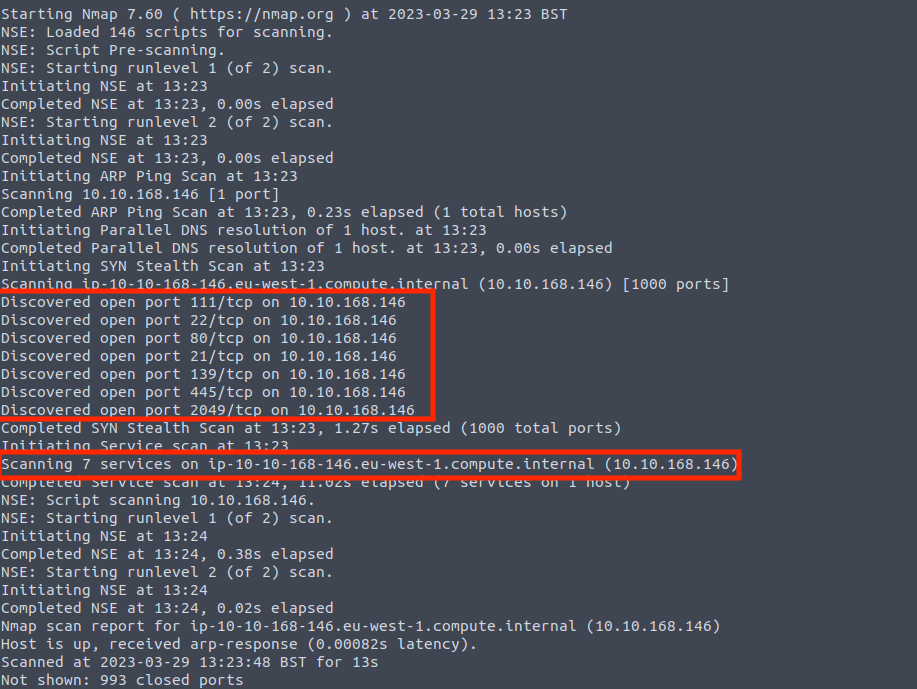 Starting Nmap 7.60 ( https://nmap.org ) at 2023-03-29 13:23 BST
NSE: Loaded 146 scripts for scanning.
NSE: Script Pre-scanning.
NSE: Starting runlevel 1 (of 2) scan.
Initiating NSE at 13:23
Completed NSE at 13:23, 0.00s elapsed
NSE: Starting runlevel 2 (of 2) scan.
Initiating NSE at 13:23
Completed NSE at 13:23, 0.00s elapsed
Initiating ARP Ping Scan at 13:23
Scanning 10.10.168.146 [1 port]
Completed ARP Ping Scan at 13:23, 0.23s elapsed (1 total hosts)
Initiating Parallel DNS resolution of 1 host. at 13:23
Completed Parallel DNS resolution of 1 host. at 13:23, 0.00s elapsed
Initiating SYN Stealth Scan at 13:23
Scanning ip-10-10-168-146.eu-west-1.compute.internal (10.10.168.146) [1000 ports]
Discovered open port 111/tcp on 10.10.168.146
Discovered open port 22/tcp on 10.10.168.146
Discovered open port 80/tcp on 10.10.168.146
Discovered open port 21/tcp on 10.10.168.146
Discovered open port 139/tcp on 10.10.168.146
Discovered open port 445/tcp on 10.10.168.146
Discovered open port 2049/tcp on 10.10.168.146
Completed SYN Stealth Scan at 13:23, 1.27s elapsed (1000 total ports)
Initiating Service scan at 13:23
Scanning 7 services on ip-10-10-168-146.eu-west-1.compute.internal (10.10.168.146)
Completed Service scan at 13:24, 11.02s elapsed (7 services on 1 host)
NSE: Script scanning 10.10.168.146.
NSE: Starting runlevel 1 (of 2) scan.
Initiating NSE at 13:24
Completed NSE at 13:24, 0.38s elapsed
NSE: Starting runlevel 2 (of 2) scan.
Initiating NSE at 13:24
Completed NSE at 13:24, 0.02s elapsed
Nmap scan report for ip-10-10-168-146.eu-west-1.compute.internal (10.10.168.146)
Host is up, received arp-response (0.00082s latency).
Scanned at 2023-03-29 13:23:48 BST for 13s
Not shown: 993 closed ports